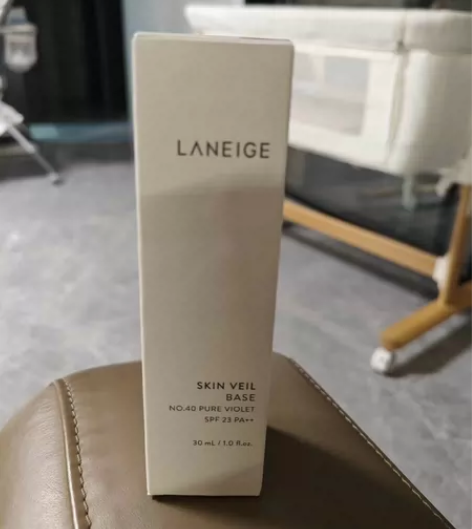 LANEIGE
SKIN VEIL
BASE
NO.40 PURE VIOLET
SPF 23 PA++
30 mL / 1.0 fl.oz.